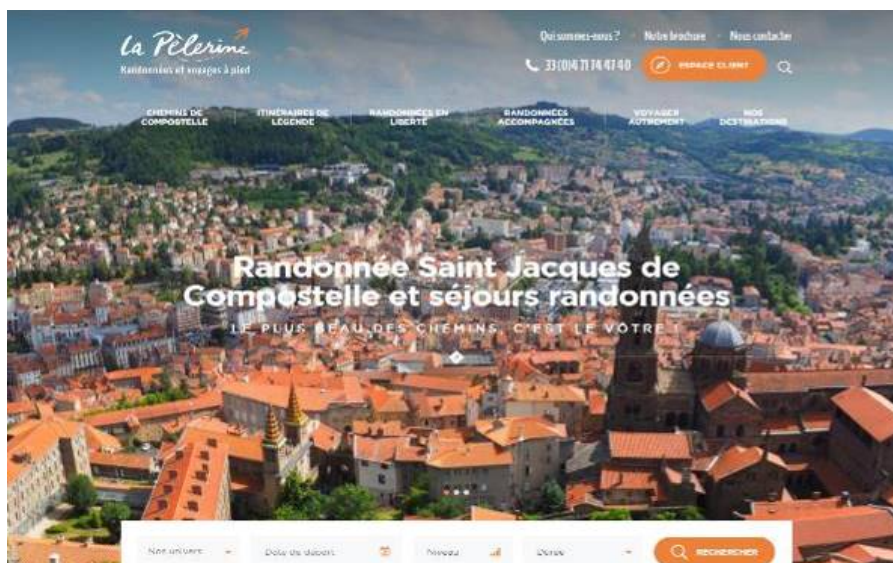 La Pèlerine
Randonnées et voyages à pied
Qui sommes-nous ? Notre brochure Nous contacter
33 (0)4 71 74 47 40
ESPACE CLIENT
CHEMINS DE COMPOSTELLE
ITINÉRAIRES DE LÉGENDE
RANDONNÉES EN LIBERTÉ
RANDONNÉES ACCOMPAGNÉES
VOYAGER AUTREMENT
NOS DESTINATIONS
Randonnée Saint Jacques de
Compostelle et séjours randonnées
LE PLUS BEAU DES CHEMINS, C'EST LE VÔTRE !
Nos univers Date de départ Niveau Durée RECHERCHER